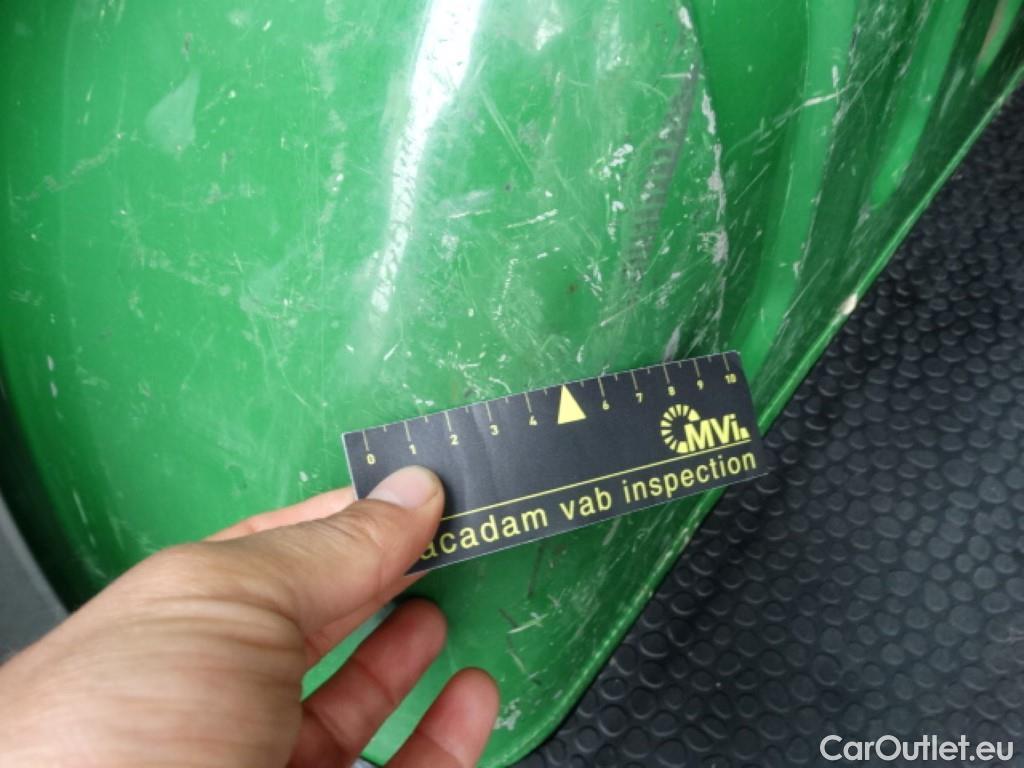 0 1 2 3 4 6 7 8 9 10
MVi
acadam vab inspection
CarOutlet.eu